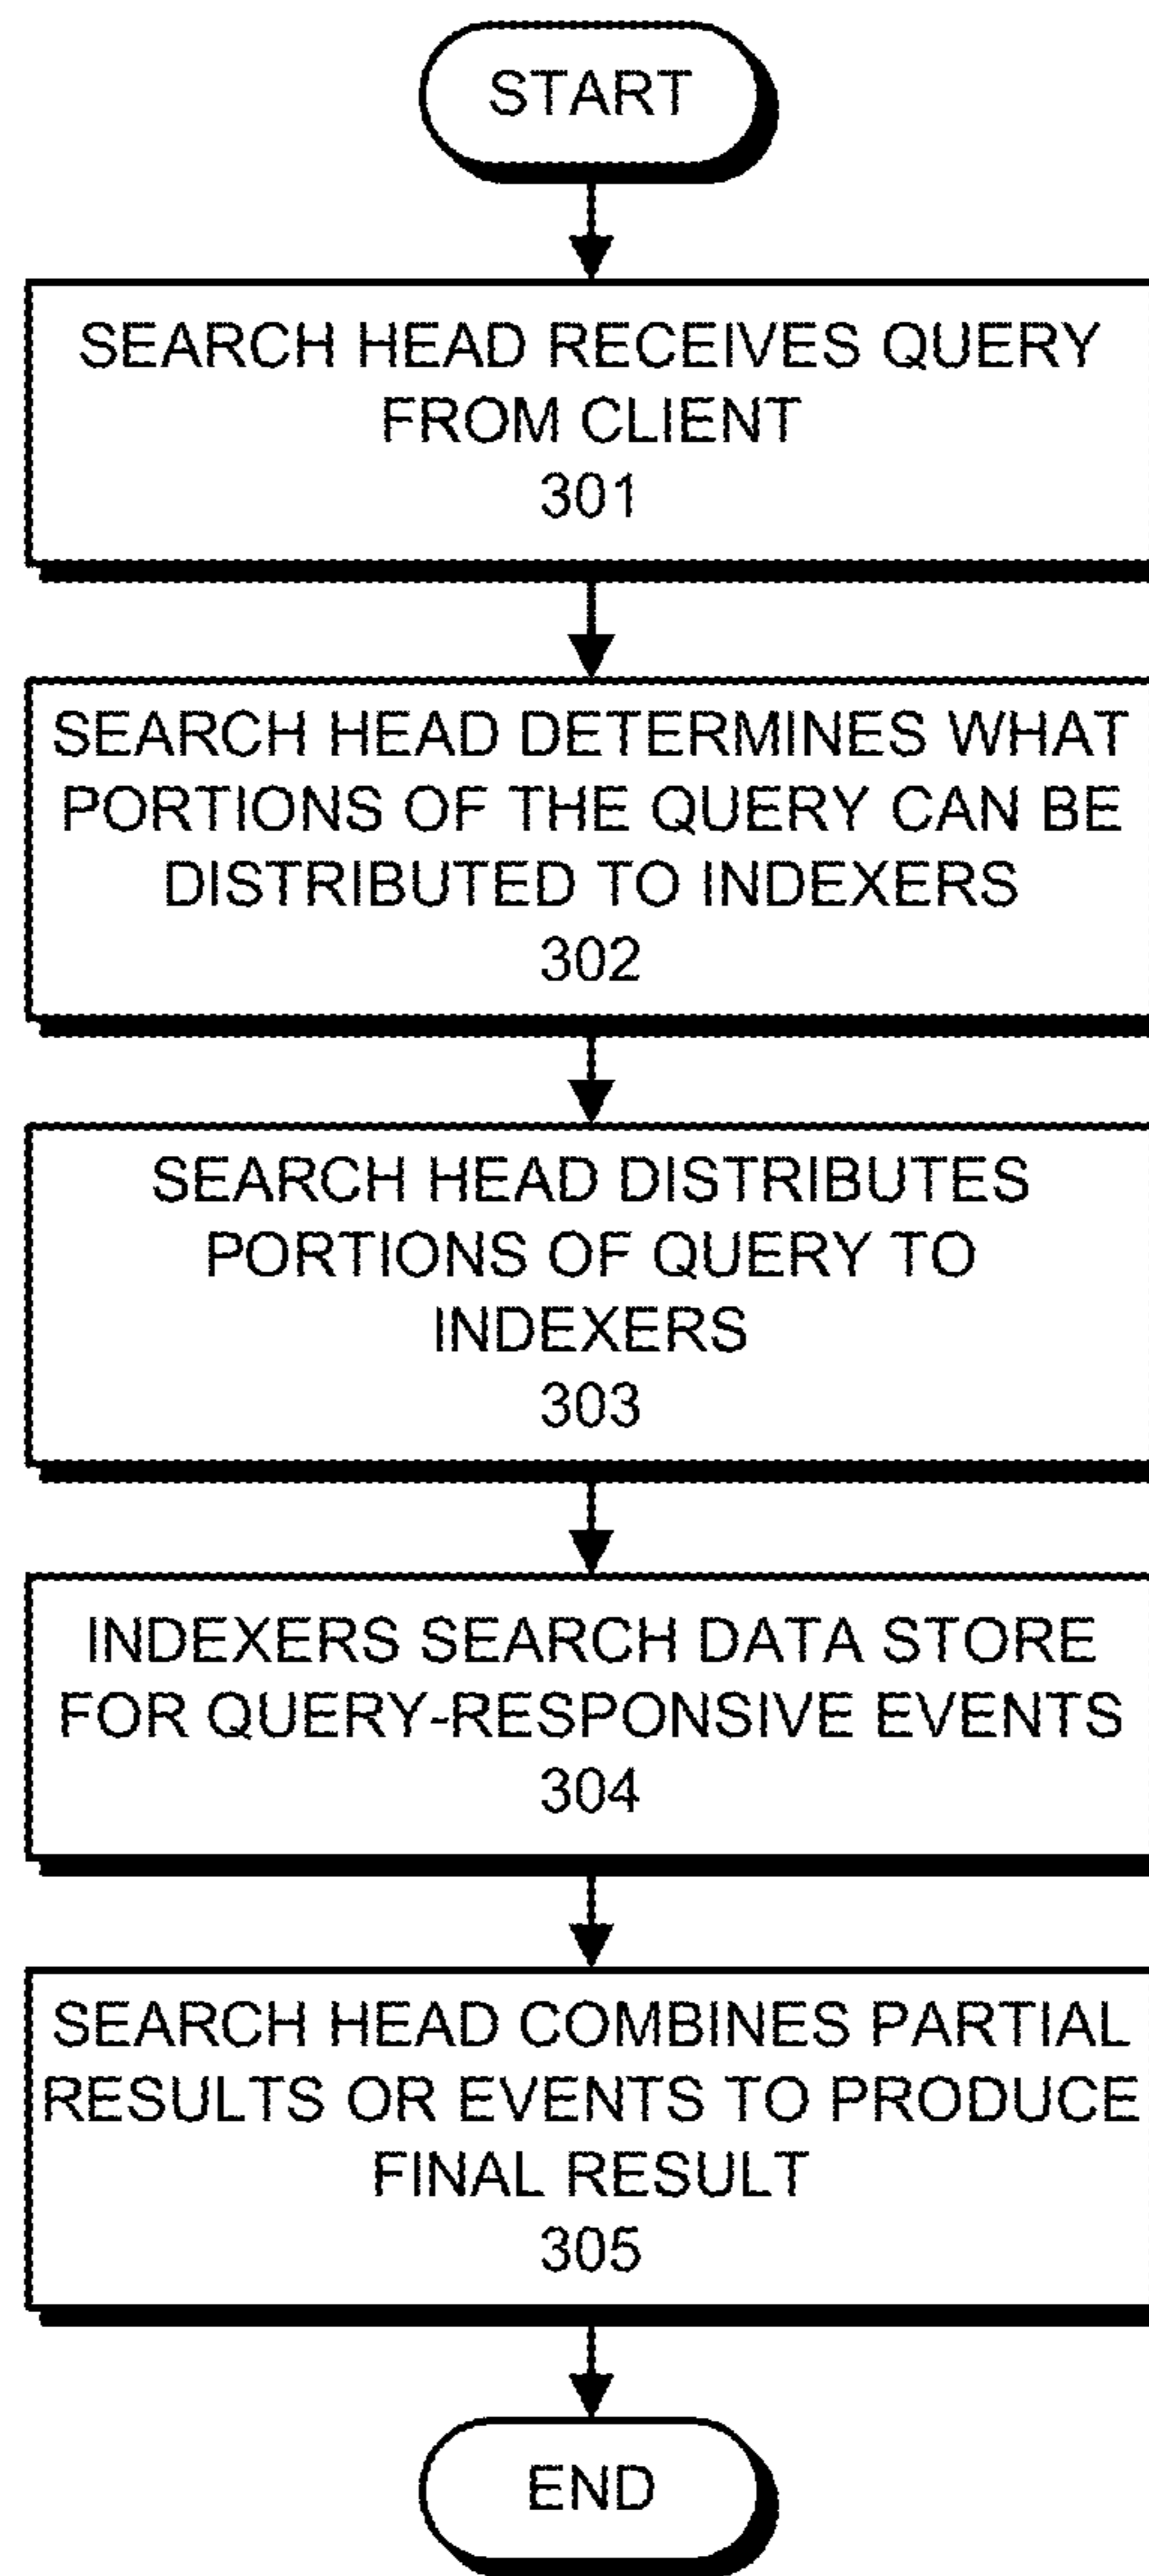 START
SEARCH HEAD RECEIVES QUERY
FROM CLIENT
301
SEARCH HEAD DETERMINES WHAT
PORTIONS OF THE QUERY CAN BE
DISTRIBUTED TO INDEXERS
302
SEARCH HEAD DISTRIBUTES
PORTIONS OF QUERY TO
INDEXERS
303
INDEXERS SEARCH DATA STORE
FOR QUERY-RESPONSIVE EVENTS
304
SEARCH HEAD COMBINES PARTIAL
RESULTS OR EVENTS TO PRODUCE
FINAL RESULT
305
END